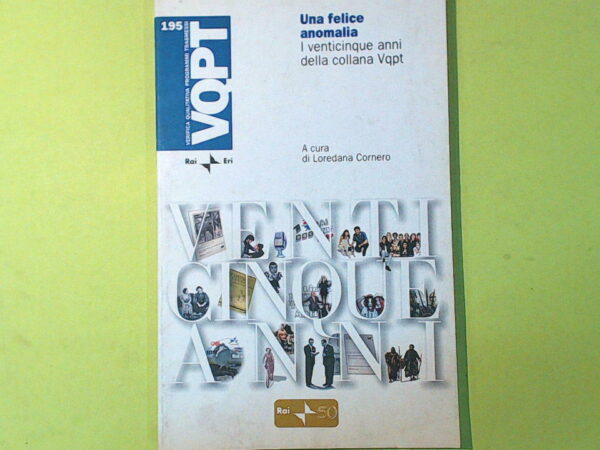 195
VQPT
VERIFICA QUALITATIVA PROGRAMMI TRASMESSI
Rai Eri
Una felice
anomalia
I venticinque anni
della collana Vqpt
A cura
di Loredana Cornero
VENTI
CINQUE
ANNI
Rai 50